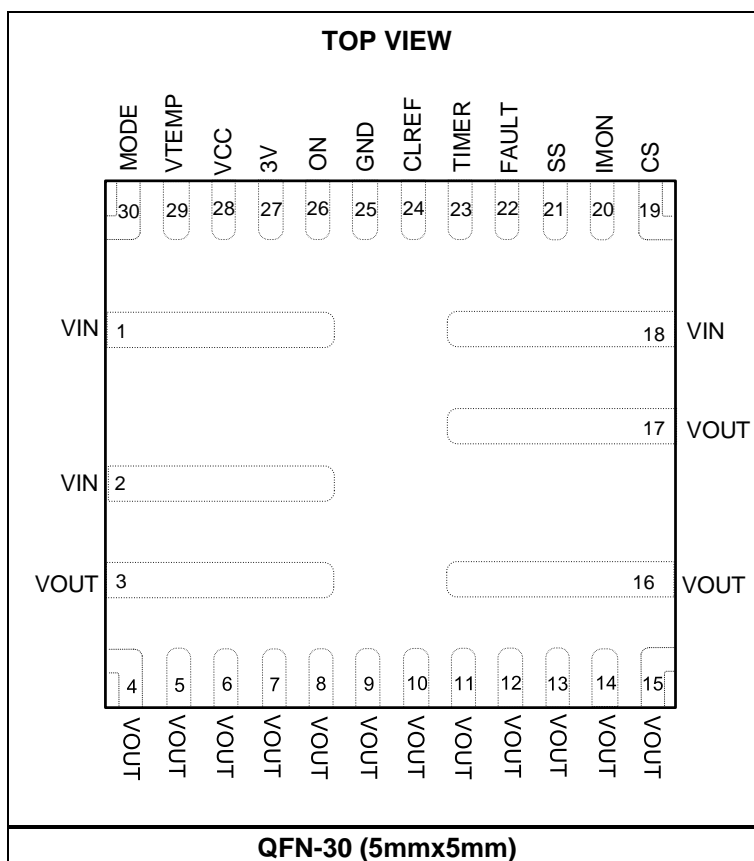 TOP VIEW
MODE VTEMP VCC 3V ON GND CLREF TIMER FAULT SS IMON CS
30 29 28 27 26 25 24 23 22 21 20 19
VIN 1 18 VIN
17 VOUT
VIN 2
VOUT 3 16 VOUT
4 5 6 7 8 9 10 11 12 13 14 15
VOUT VOUT VOUT VOUT VOUT VOUT VOUT VOUT VOUT VOUT VOUT VOUT
QFN-30 (5mmx5mm)